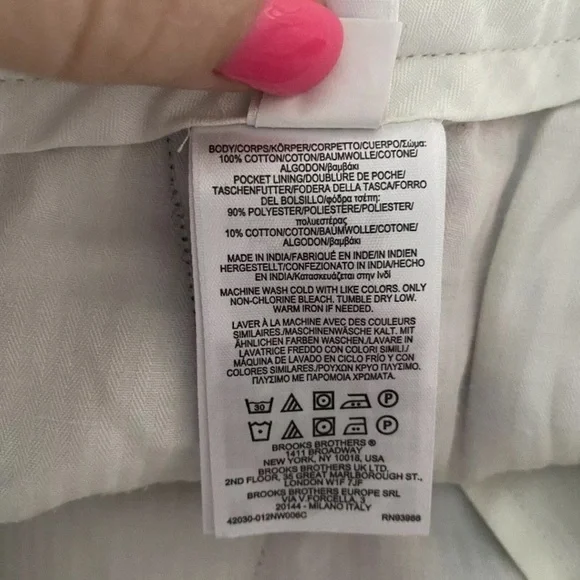 BODY/CORPS/KÖRPER/CORPETTO/CUERPO/Σώμα:
100% COTTON/COTON/BAUMWOLLE/COTONE/
ALGODON/βαμβάκι
POCKET LINING/DOUBLURE DE POCHE/
TASCHENFUTTER/FODERA DELLA TASCA/FORRO
DEL BOLSILLO/φόδρα τσέπη:
90% POLYESTER/POLIESTERE/POLIESTER/
πολυεστέρας
10% COTTON/COTON/BAUMWOLLE/COTONE/
ALGODON/βαμβάκι
MADE IN INDIA/FABRIQUÉ EN INDE/IN INDIEN
HERGESTELLT/CONFEZIONATO IN INDIA/HECHO
EN INDIA/Κατασκευάζεται στην Ινδί
MACHINE WASH COLD WITH LIKE COLORS. ONLY
NON-CHLORINE BLEACH. TUMBLE DRY LOW.
WARM IRON IF NEEDED.
LAVER À LA MACHINE AVEC DES COULEURS
SIMILAIRES./MASCHINENWÄSCHE KALT. MIT
ÄHNLICHEN FARBEN WASCHEN./LAVARE IN
LAVATRICE FREDDO CON COLORI SIMILI./
MÁQUINA DE LAVADO EN CICLO FRÍO Y CON
COLORES SIMILARES./ΡΟΥΧΩΝ ΚΡΥΟ ΠΛΥΣΙΜΟ.
ΠΛΥΣΙΜΟ ΜΕ ΠΑΡΟΜΟΙΑ ΧΡΩΜΑΤΑ.
30 P
P
BROOKS BROTHERS ®
1411 BROADWAY
NEW YORK, NY 10018, USA
BROOKS BROTHERS UK LTD.
2ND FLOOR, 35 GREAT MARLBOROUGH ST.,
LONDON W1F 7JF
BROOKS BROTHERS EUROPE SRL
VIA V.FORCELLA, 3
20144 - MILANO ITALY
42030-012NW006C RN93988